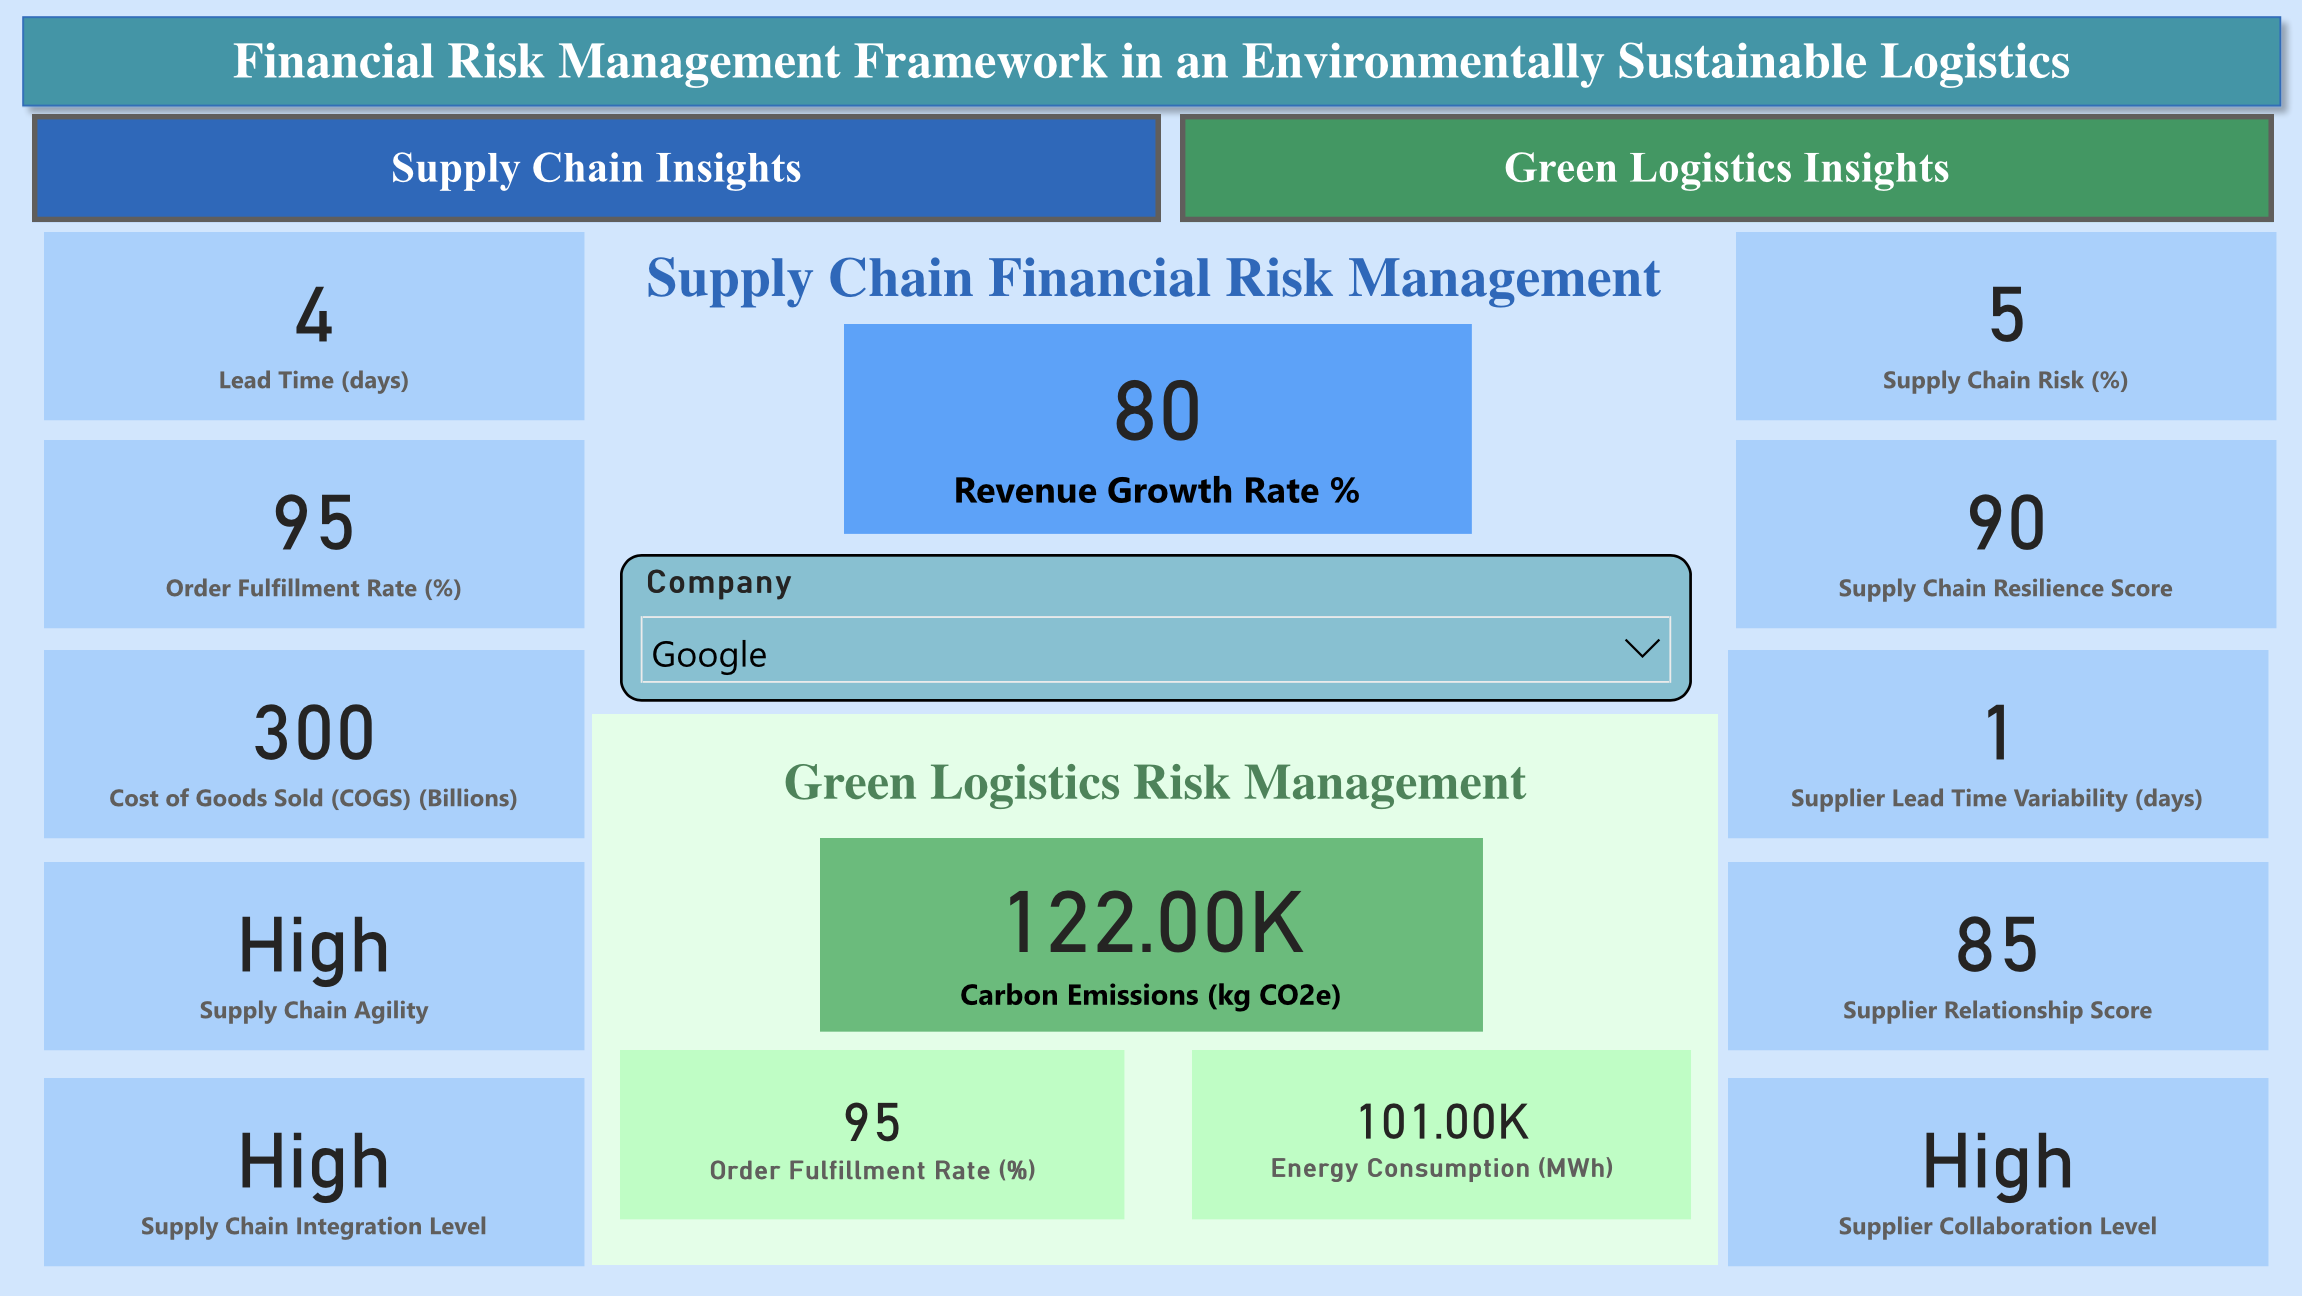 Financial Risk Management Framework in an Environmentally Sustainable Logistics
Supply Chain Insights
Green Logistics Insights
4
Lead Time (days)
95
Order Fulfillment Rate (%)
300
Cost of Goods Sold (COGS) (Billions)
High
Supply Chain Agility
High
Supply Chain Integration Level
Supply Chain Financial Risk Management
80
Revenue Growth Rate %
Company
Google
Green Logistics Risk Management
122.00K
Carbon Emissions (kg CO2e)
95
Order Fulfillment Rate (%)
101.00K
Energy Consumption (MWh)
5
Supply Chain Risk (%)
90
Supply Chain Resilience Score
1
Supplier Lead Time Variability (days)
85
Supplier Relationship Score
High
Supplier Collaboration Level